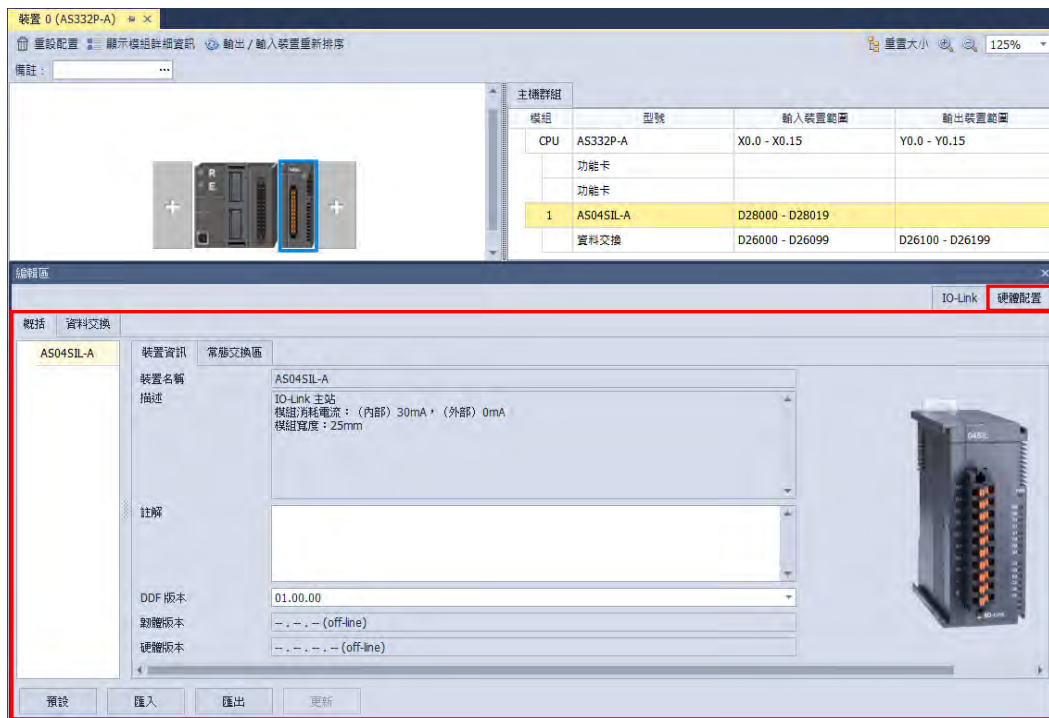 裝置 0 (AS332P-A)
重設配置 顯示模組詳細資訊 輸出/輸入裝置重新排序 重置大小 125%
備註：
主機群組
模組 型號 輸入裝置範圍 輸出裝置範圍
CPU AS332P-A X0.0 - X0.15 Y0.0 - Y0.15
功能卡
功能卡
1 AS04SIL-A D28000 - D28019
資料交換 D26000 - D26099 D26100 - D26199
R
E
編輯區
IO-Link 硬體配置
概括 資料交換
AS04SIL-A 裝置資訊 常態交換區
裝置名稱 AS04SIL-A
描述 IO-Link 主站
模組消耗電流：（內部）30mA，（外部）0mA
模組寬度：25mm
04SIL
註解
IO-Link
DDF 版本 01.00.00
韌體版本 --.--.-- (off-line)
硬體版本 --.--.--.-- (off-line)
預設 匯入 匯出 更新